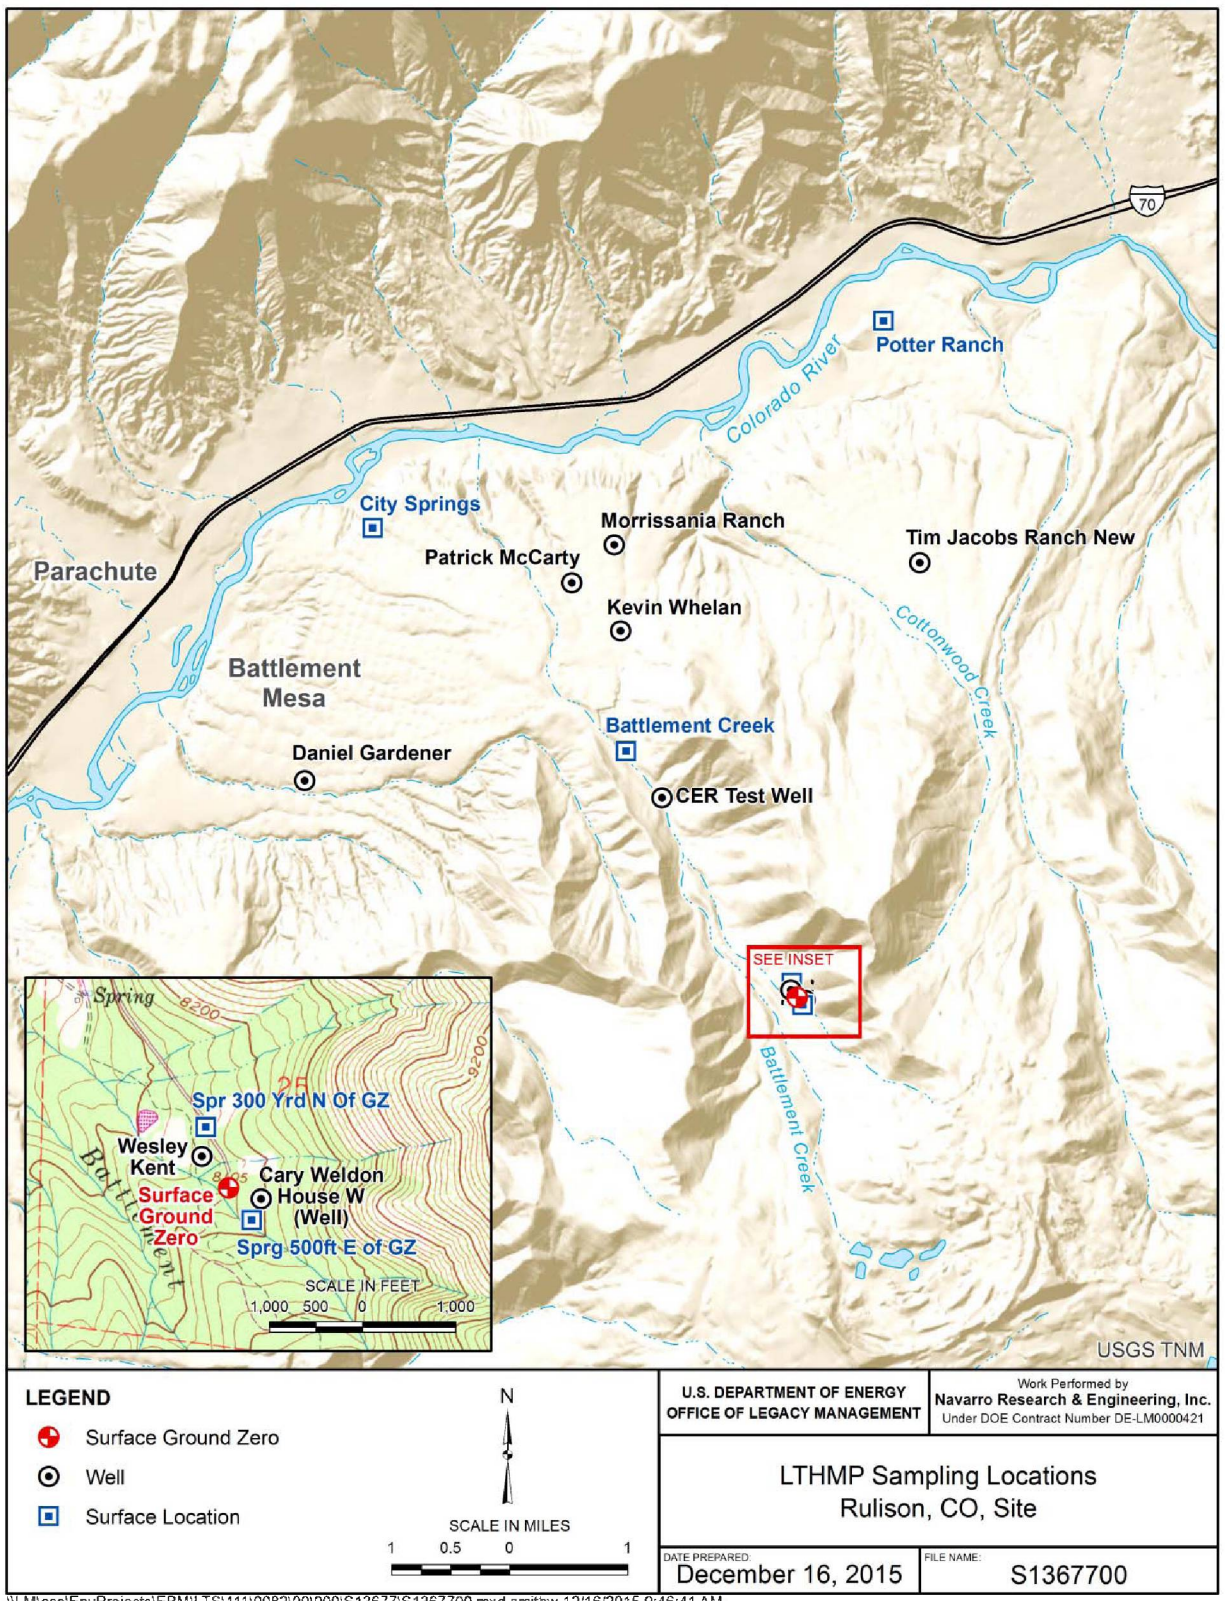 70
Potter Ranch
Colorado River
City Springs
Morrissania Ranch
Patrick McCarty
Tim Jacobs Ranch New
Parachute
Kevin Whelan
Cottonwood Creek
Battlement
Mesa
Battlement Creek
Daniel Gardener
CER Test Well
SEE INSET
Battlement Creek
Spring
8200
9200
25
Spr 300 Yrd N Of GZ
Wesley
Kent
Battlement
Cary Weldon
House W
(Well)
Surface
Ground
Zero
Sprg 500ft E of GZ
SCALE IN FEET
1,000 500 0 1,000
USGS TNM
LEGEND
Surface Ground Zero
Well
Surface Location
N
SCALE IN MILES
1 0.5 0 1
U.S. DEPARTMENT OF ENERGY
OFFICE OF LEGACY MANAGEMENT
Work Performed by
Navarro Research & Engineering, Inc.
Under DOE Contract Number DE-LM0000421
LTHMP Sampling Locations
Rulison, CO, Site
DATE PREPARED:
December 16, 2015
FILE NAME:
S1367700